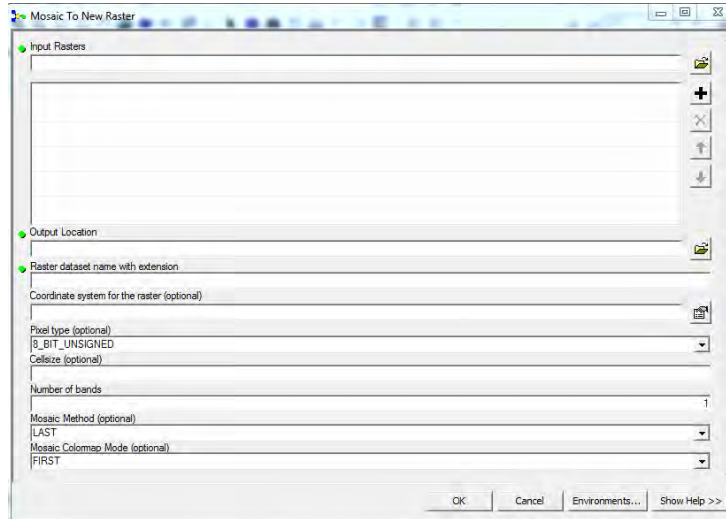 Mosaic To New Raster
Input Rasters
Output Location
Raster dataset name with extension
Coordinate system for the raster (optional)
Pixel type (optional)
8_BIT_UNSIGNED
Cellsize (optional)
Number of bands
1
Mosaic Method (optional)
LAST
Mosaic Colormap Mode (optional)
FIRST
OK Cancel Environments... Show Help >>